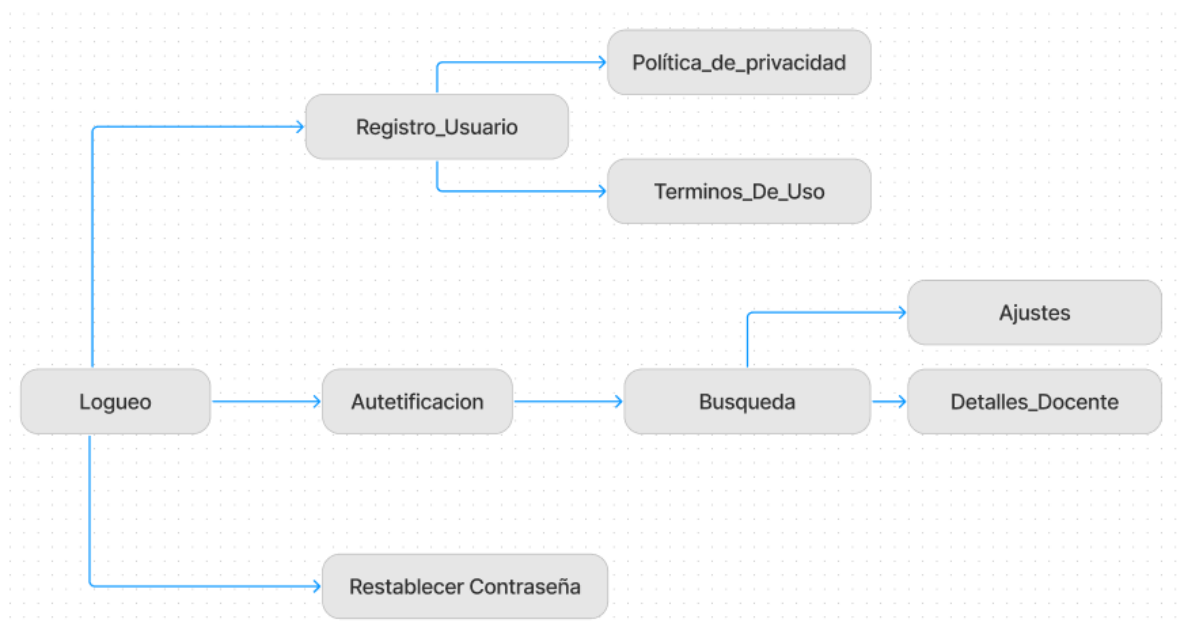 Política_de_privacidad
Registro_Usuario
Terminos_De_Uso
Ajustes
Logueo
Autetificacion
Busqueda
Detalles_Docente
Restablecer Contraseña